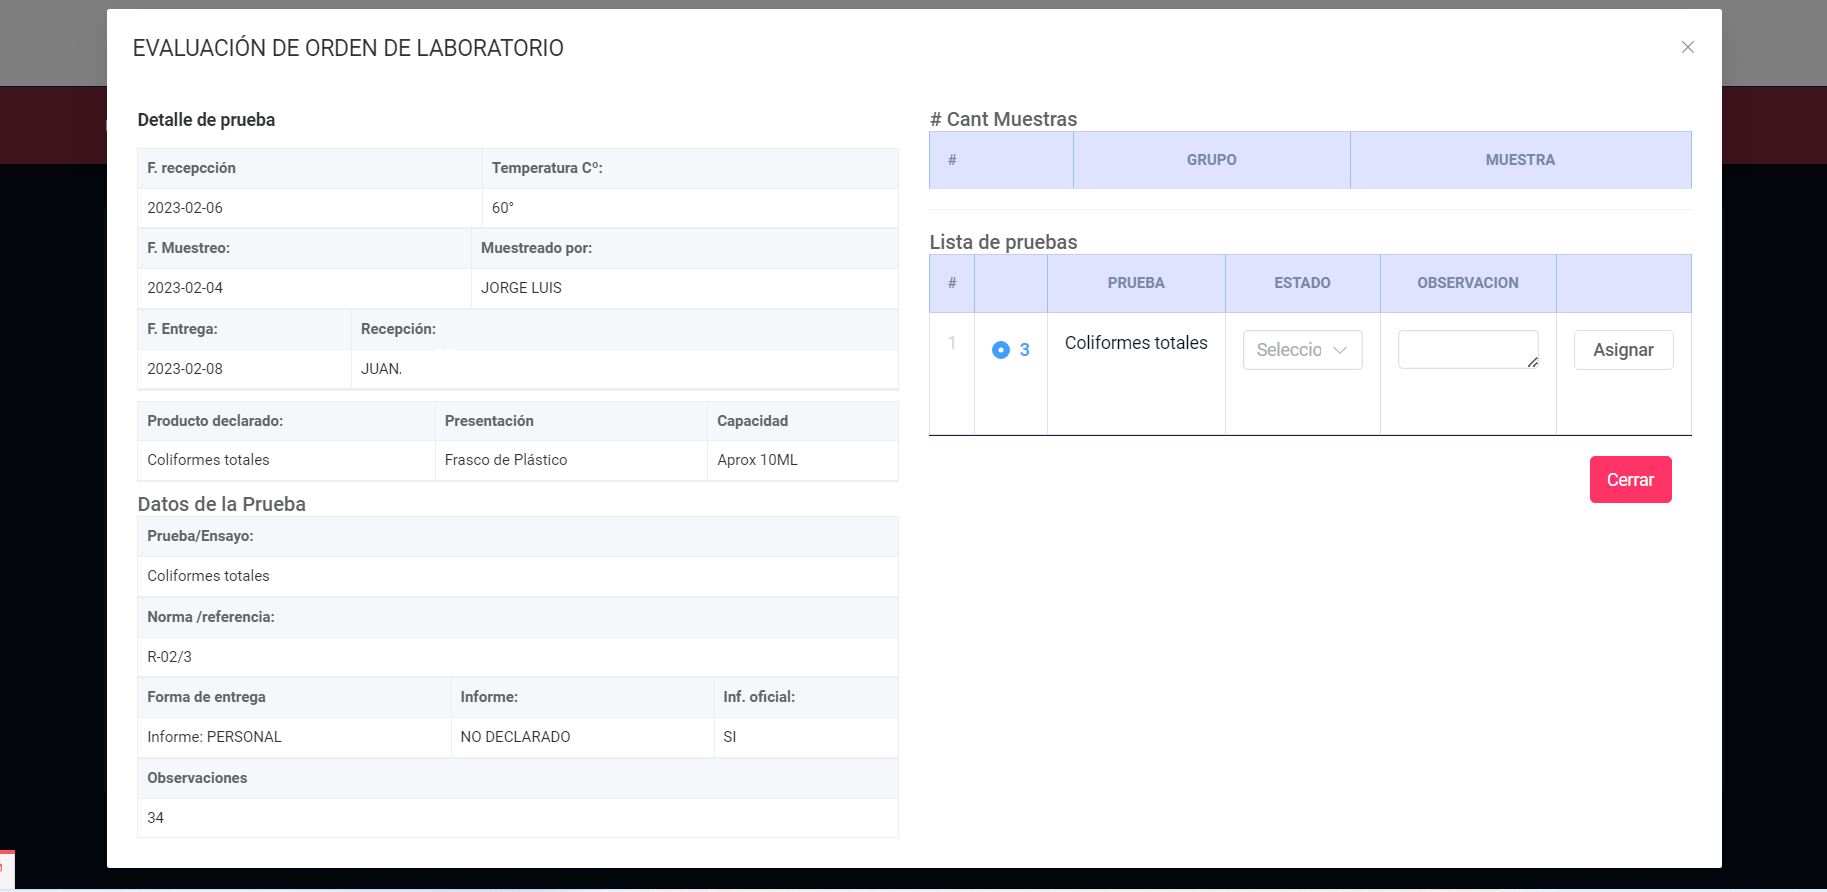 EVALUACIÓN DE ORDEN DE LABORATORIO
Detalle de prueba
F. recepcción Temperatura Cº:
2023-02-06 60°
F. Muestreo: Muestreado por:
2023-02-04 JORGE LUIS
F. Entrega: Recepción:
2023-02-08 JUAN.
Producto declarado: Presentación Capacidad
Coliformes totales Frasco de Plástico Aprox 10ML
Datos de la Prueba
Prueba/Ensayo:
Coliformes totales
Norma /referencia:
R-02/3
Forma de entrega Informe: Inf. oficial:
Informe: PERSONAL NO DECLARADO SI
Observaciones
34
# Cant Muestras
# GRUPO MUESTRA
Lista de pruebas
# PRUEBA ESTADO OBSERVACION
1 3 Coliformes totales Seleccio Asignar
Cerrar